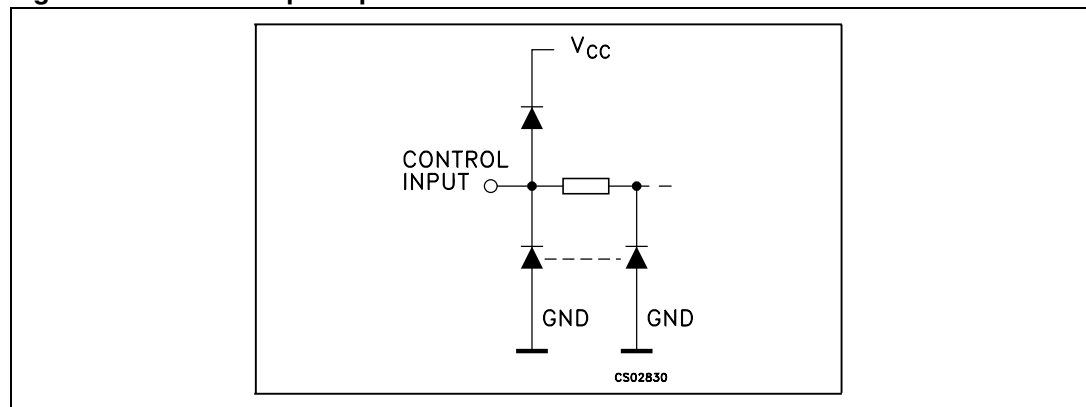 V_CC
CONTROL
INPUT
GND
GND
CS02830